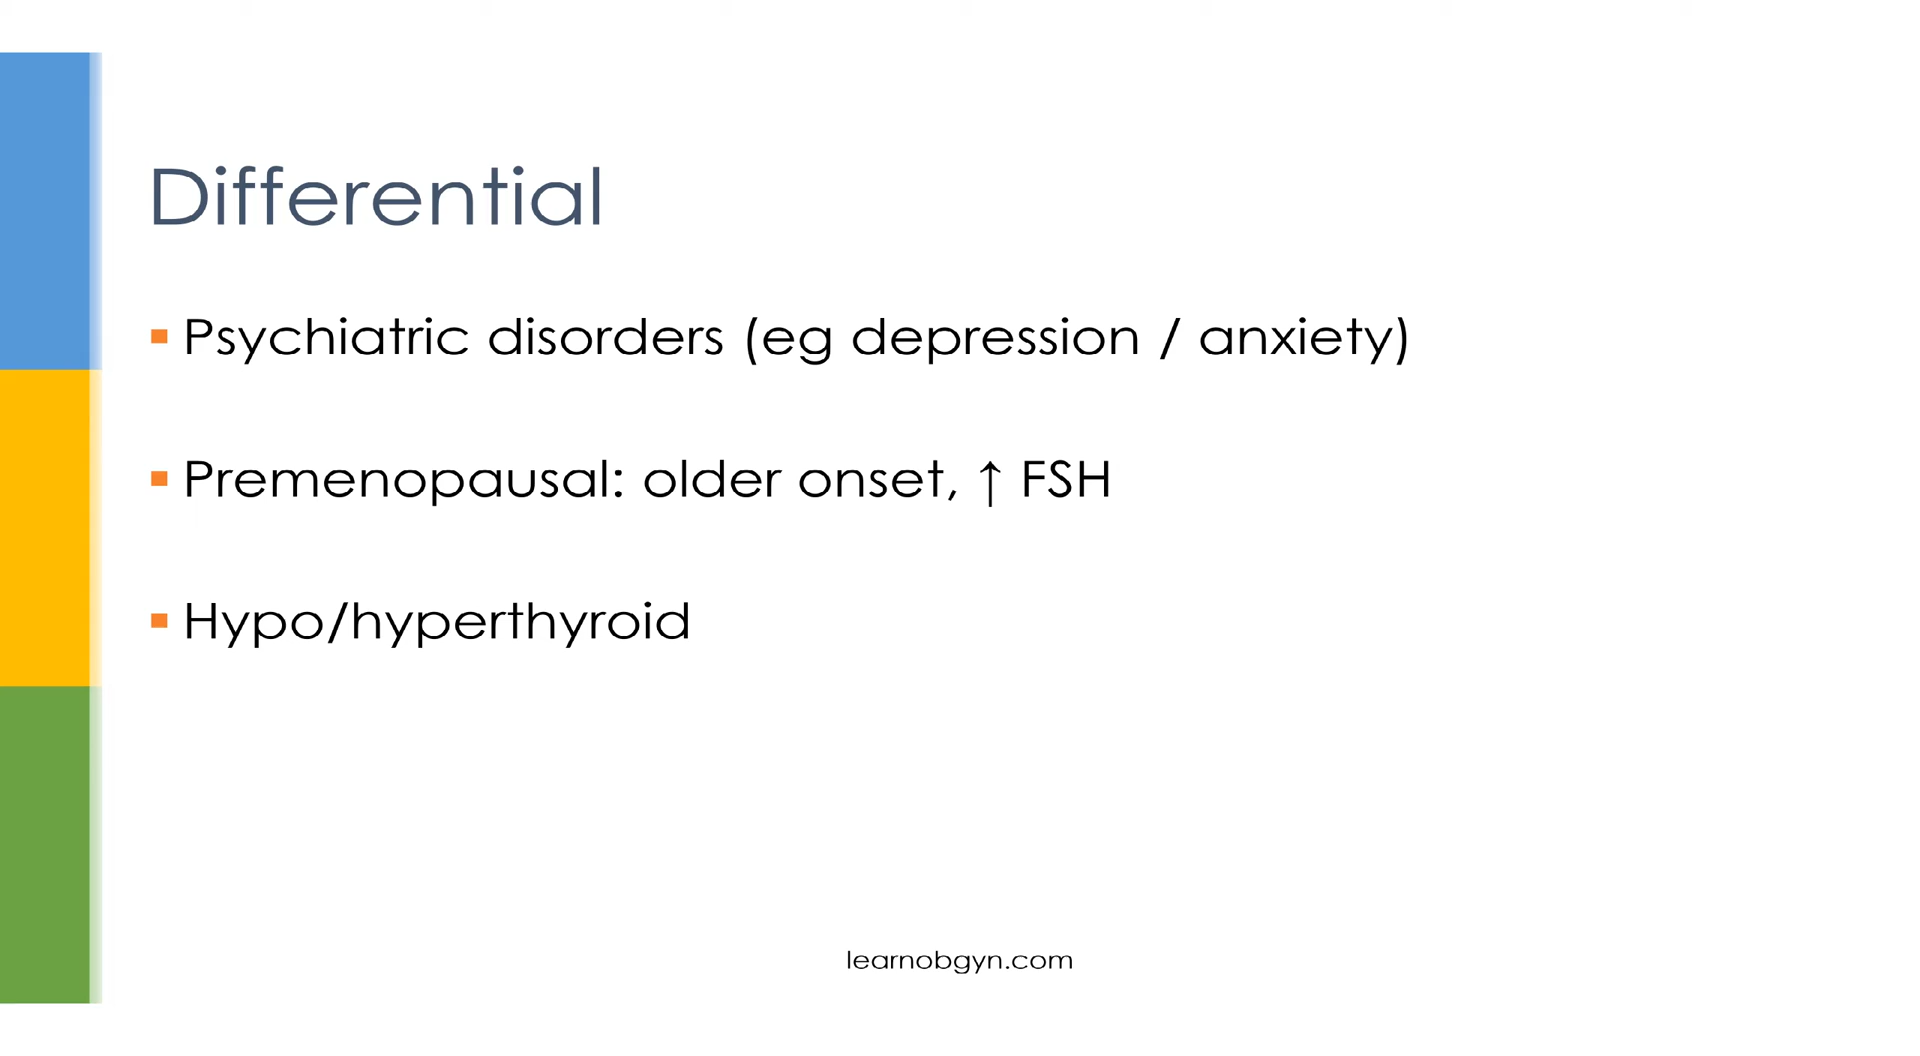 Differential
▪ Psychiatric disorders (eg depression / anxiety)
▪ Premenopausal: older onset, ↑ FSH
▪ Hypo/hyperthyroid
learnobgyn.com